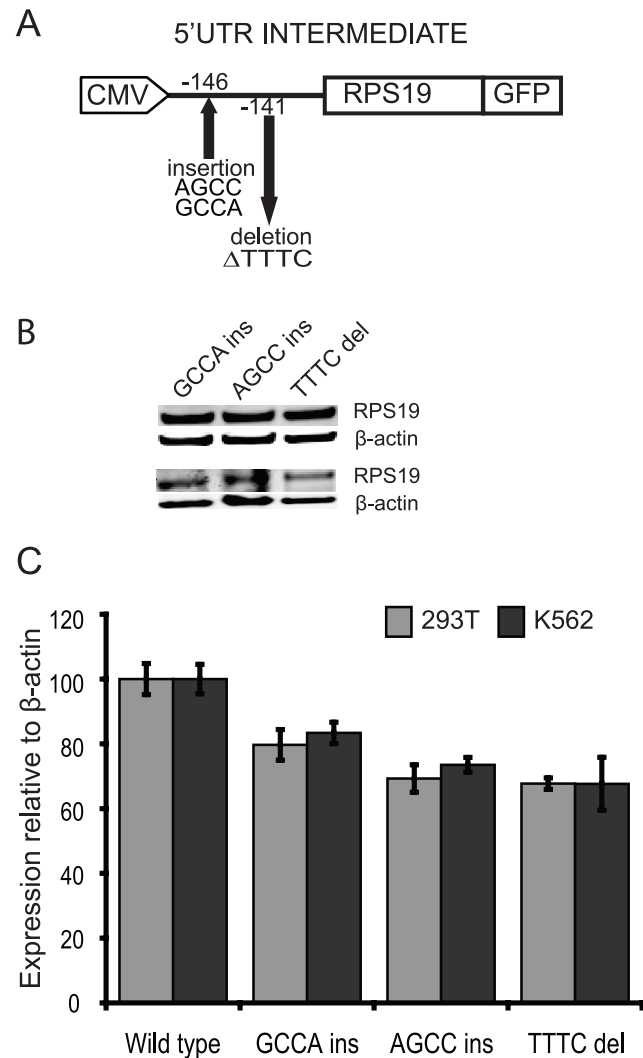 A
5'UTR INTERMEDIATE
CMV
-146
-141
RPS19
GFP
insertion
AGCC
GCCA
deletion
ΔTTTC
B
GCCA ins
AGCC ins
TTTC del
RPS19
β-actin
RPS19
β-actin
C
Expression relative to β-actin
120
100
80
60
40
20
0
293T
K562
Wild type
GCCA ins
AGCC ins
TTTC del